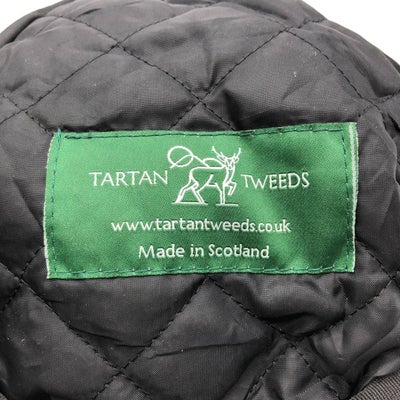 TARTAN TWEEDS
www.tartantweeds.co.uk
Made in Scotland